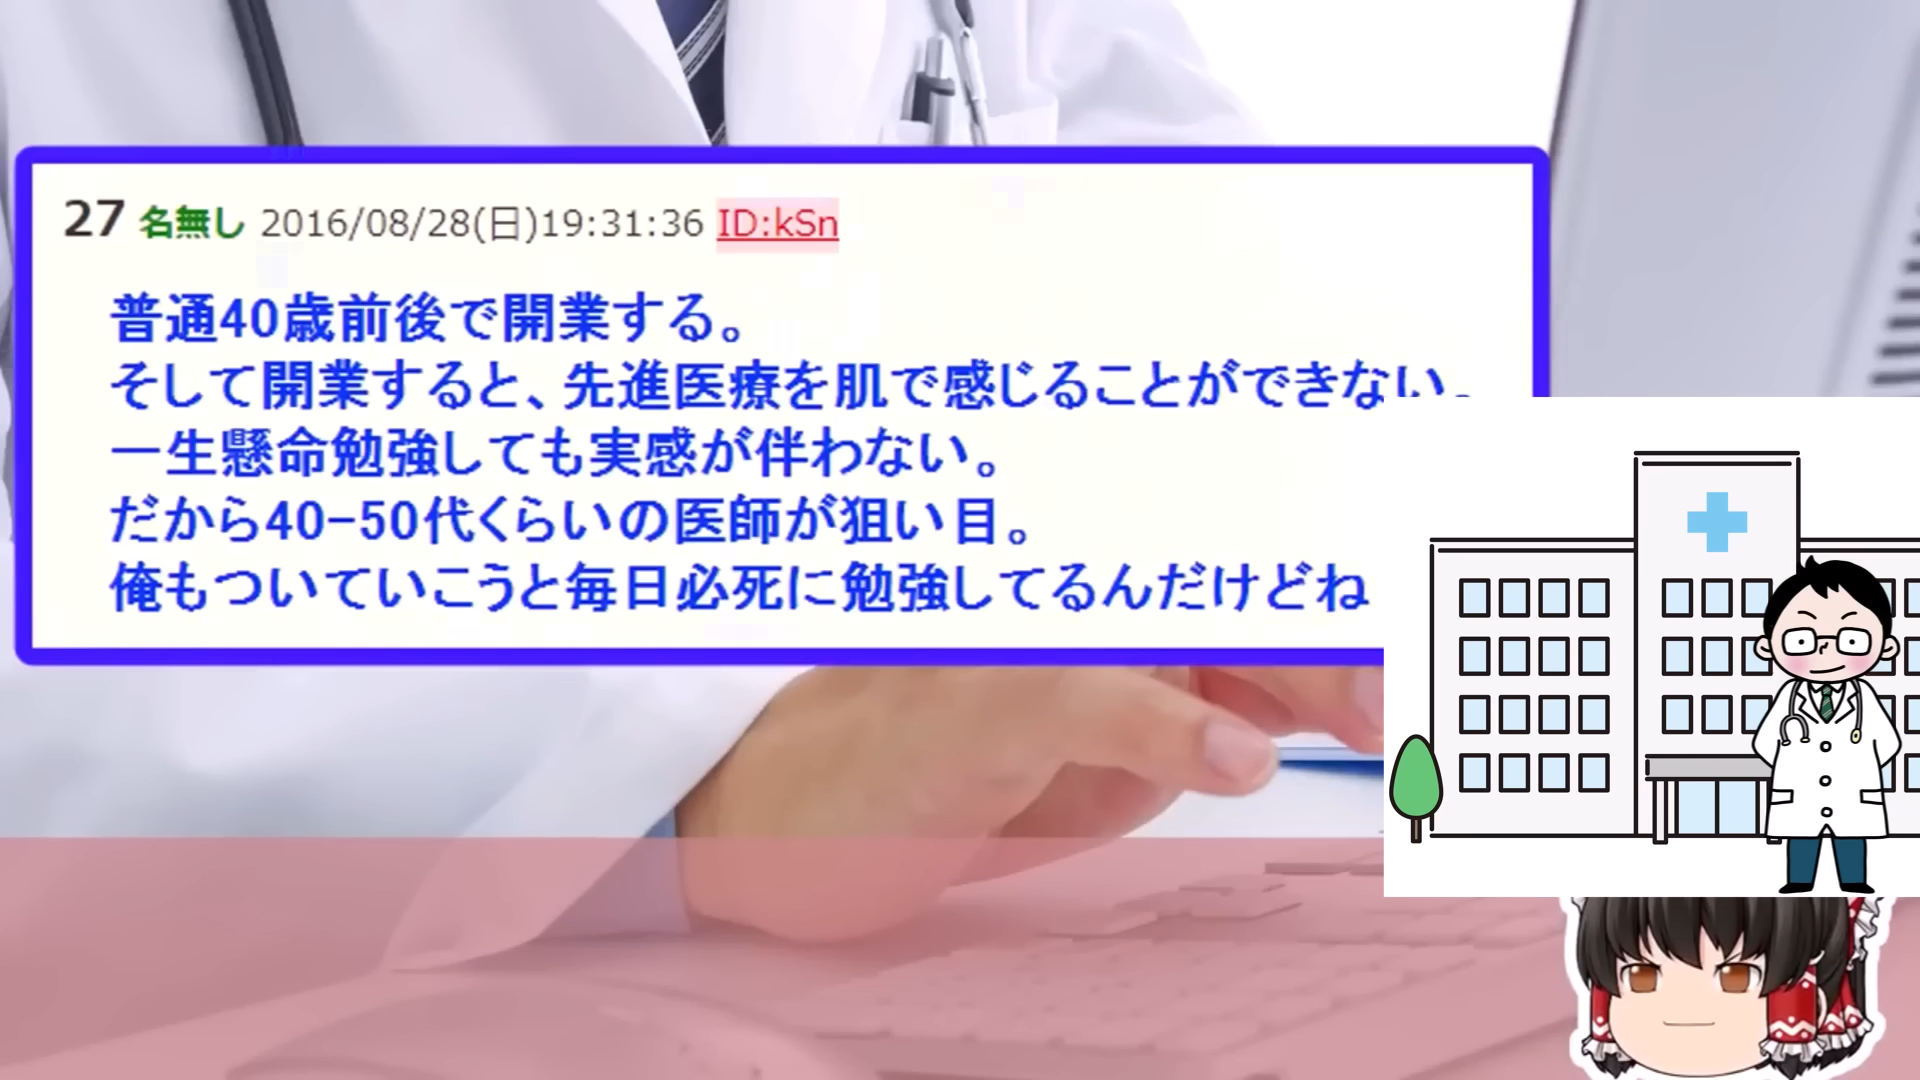 27 名無し 2016/08/28(日)19:31:36 ID:kSn
普通40歳前後で開業する。
そして開業すると、先進医療を肌で感じることができない。
一生懸命勉強しても実感が伴わない。
だから40-50代くらいの医師が狙い目。
俺もついていこうと毎日必死に勉強してるんだけどね